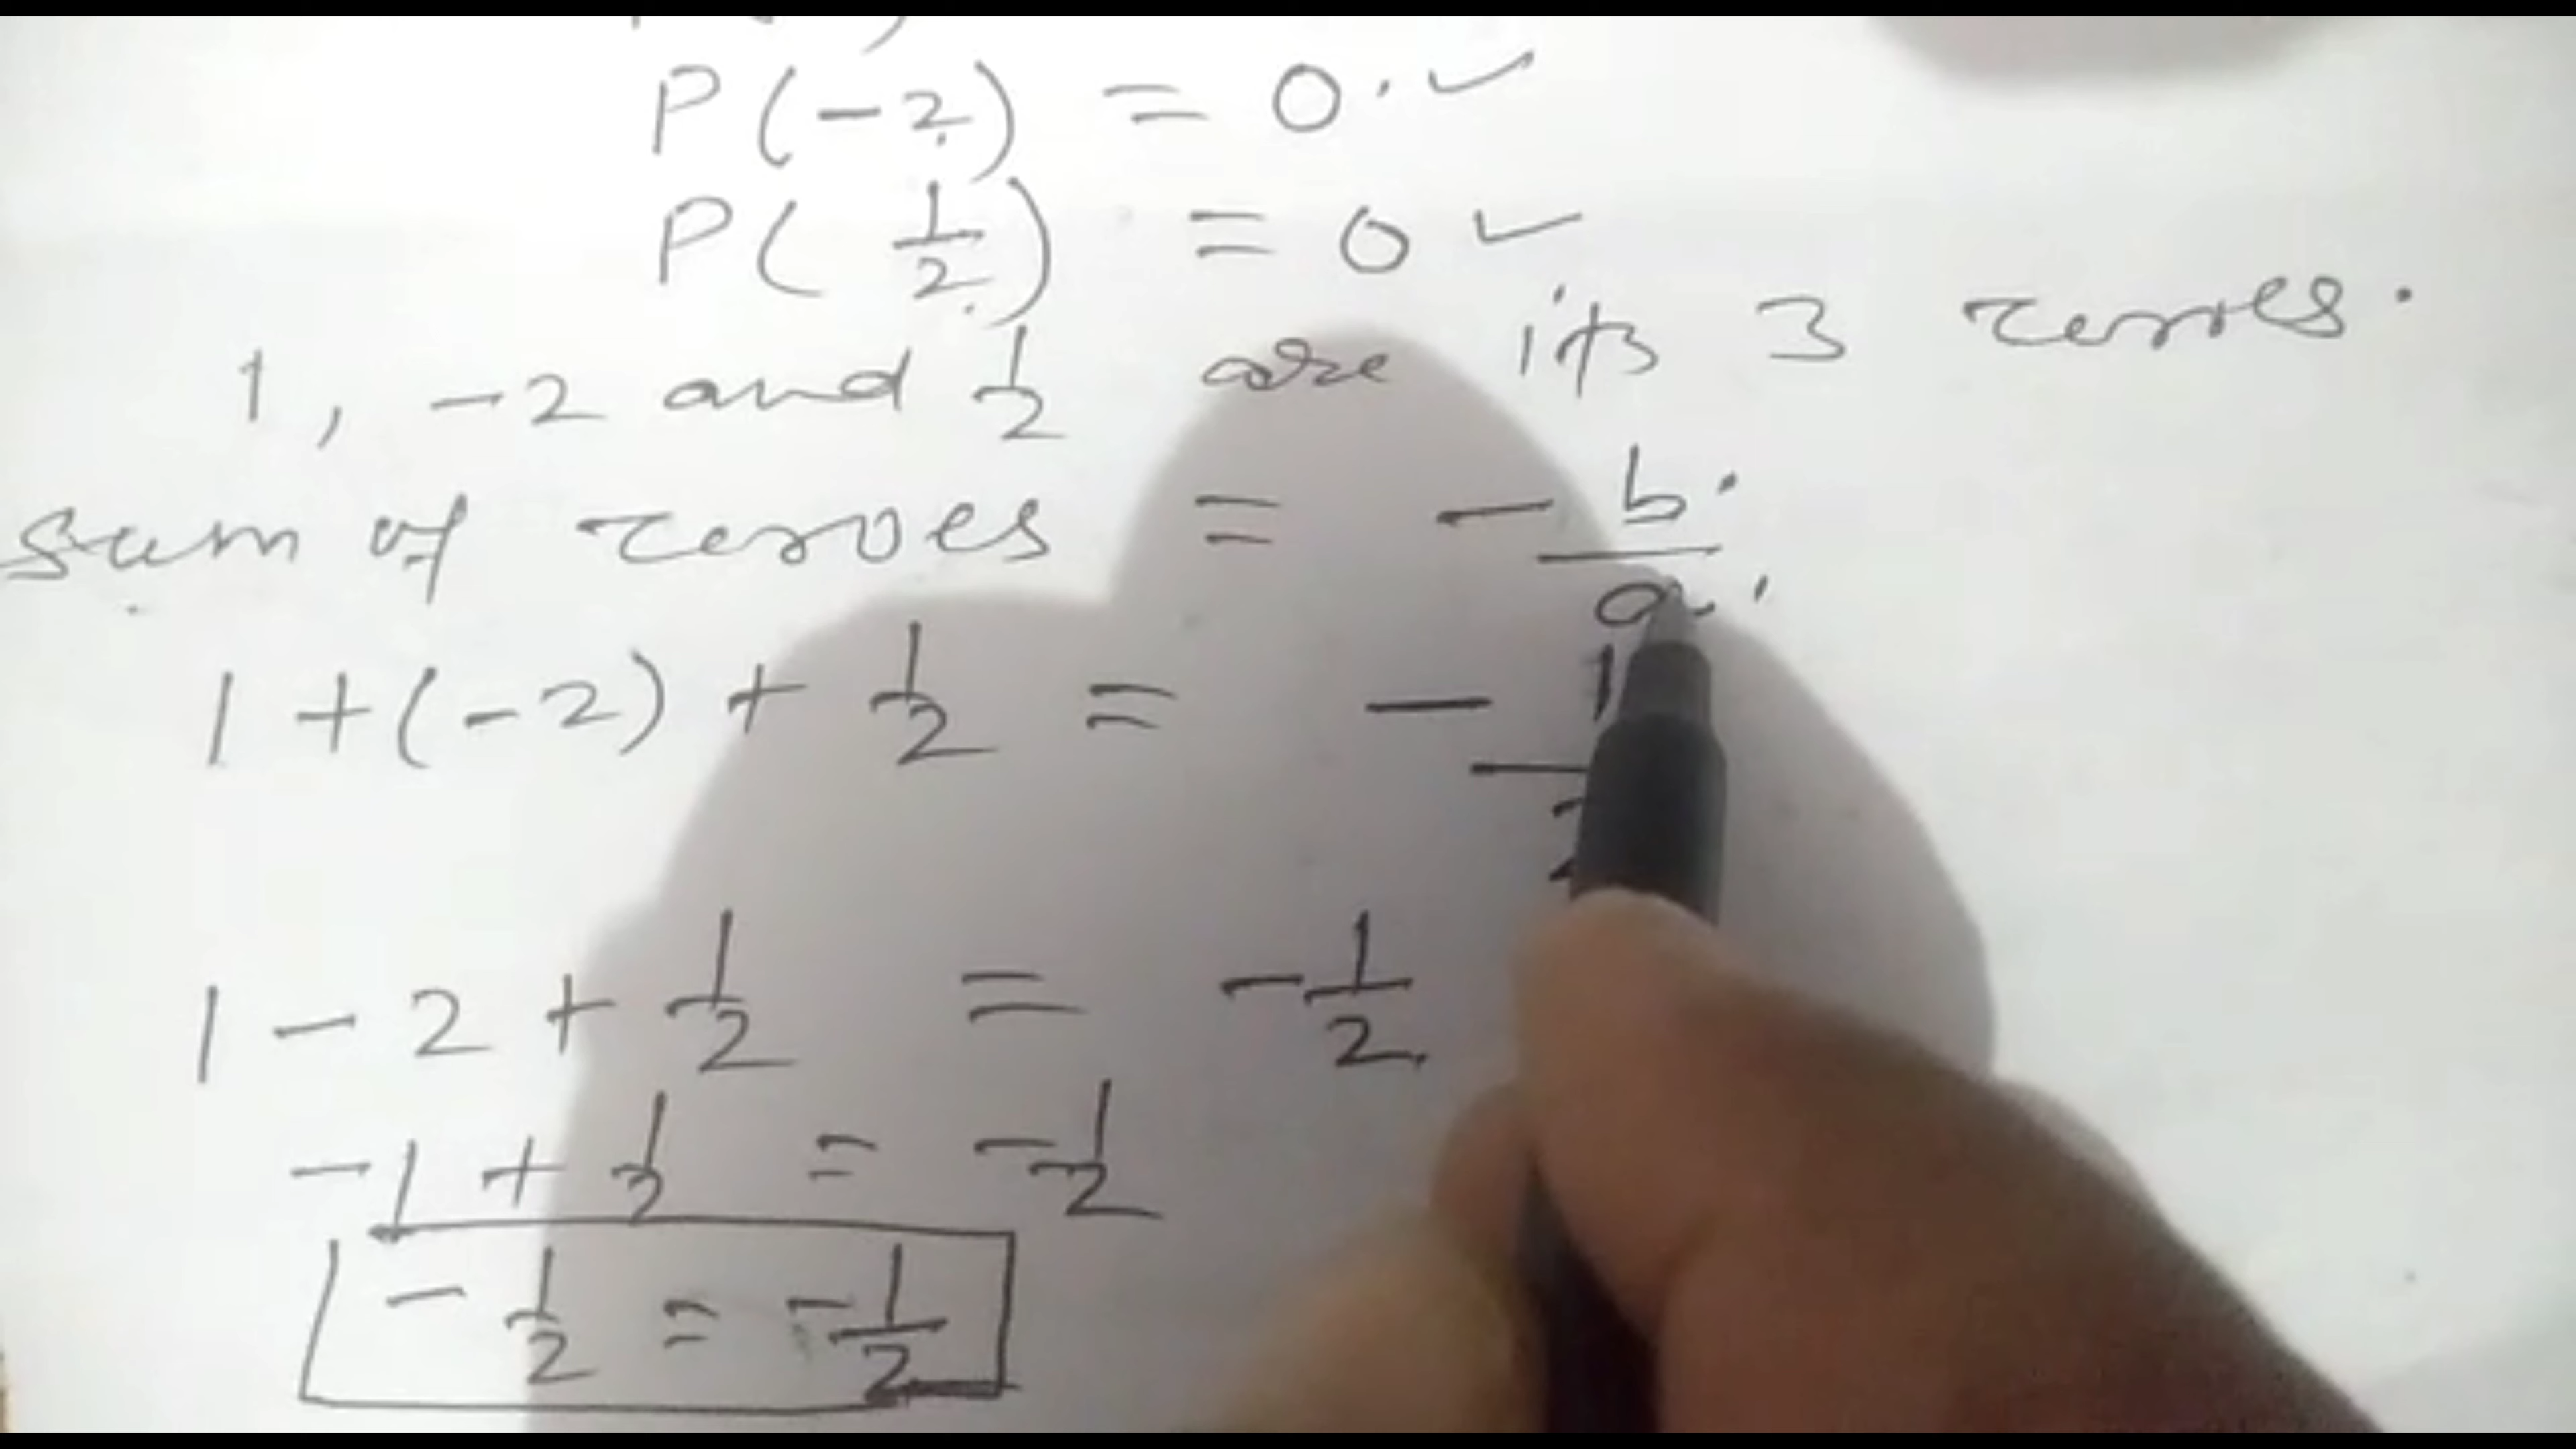 P(-2) = 0. ✓
P(1/2) = 0 ✓
1, -2 and 1/2 are its 3 zeroes.
sum of zeroes = -b/a.
1 + (-2) + 1/2 = - 1
1 - 2 + 1/2 = -1/2
-1 + 1/2 = -1/2
-1/2 = -1/2